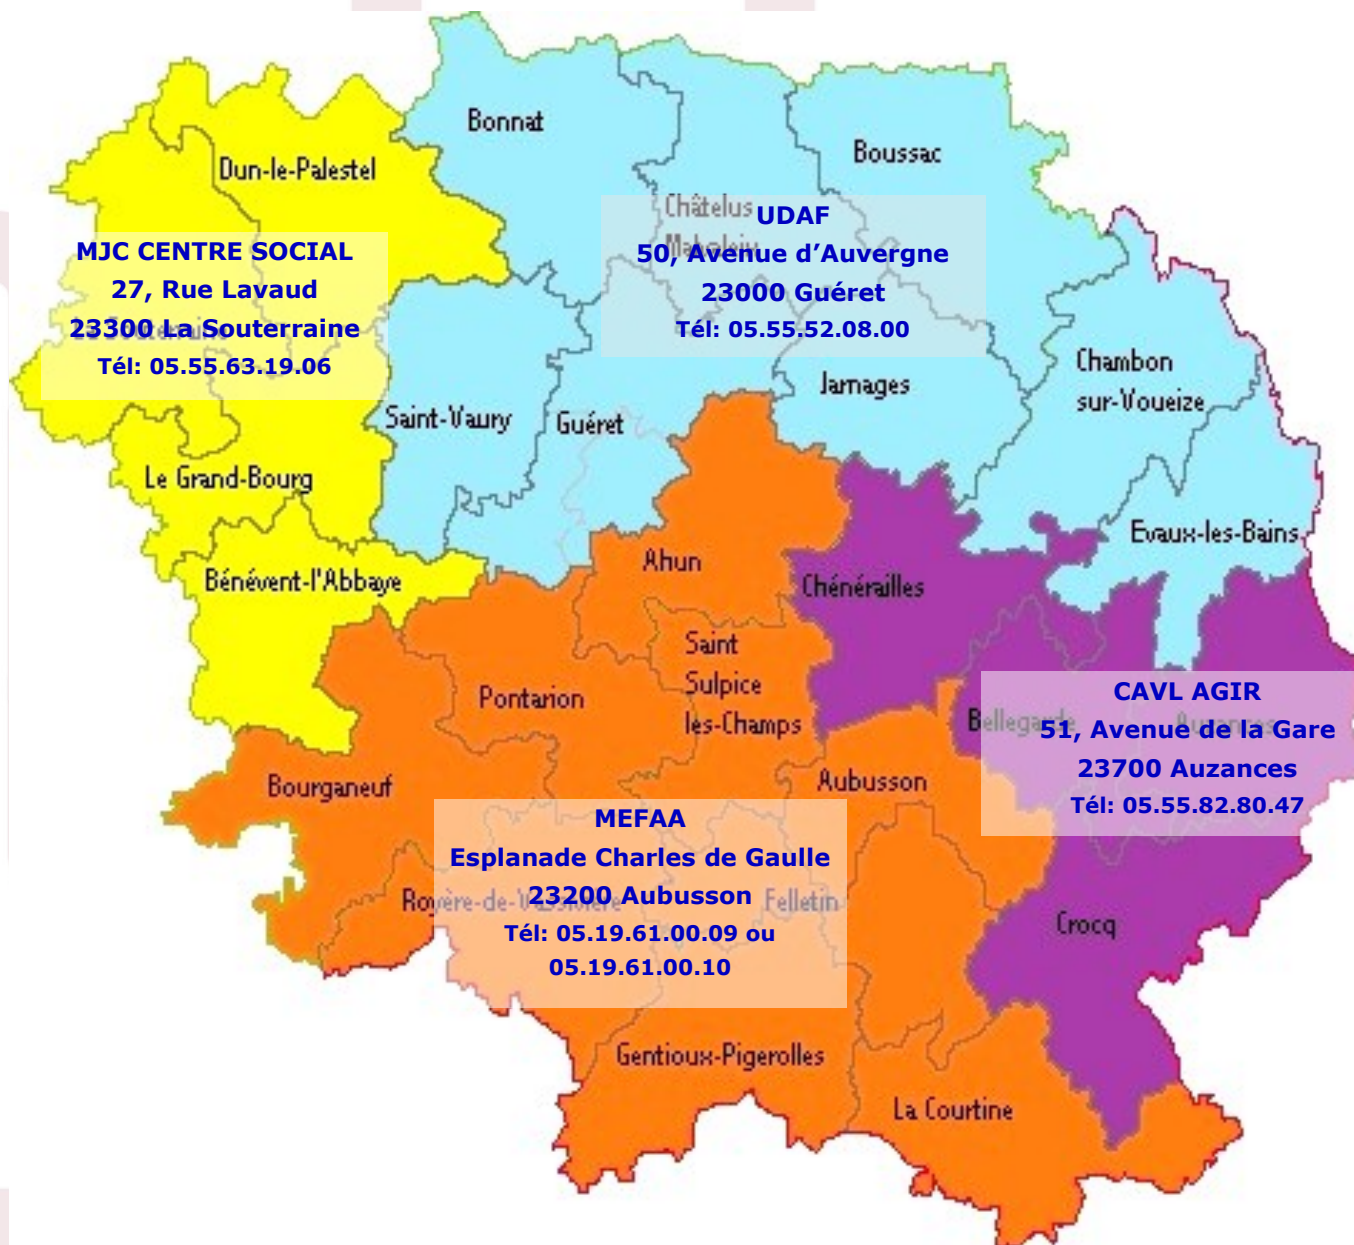 Bonnat
Boussac
Dun-le-Palestel
Châtelus
UDAF
50, Avenue d'Auvergne
23000 Guéret
Tél: 05.55.52.08.00
MJC CENTRE SOCIAL
27, Rue Lavaud
23300 La Souterraine
Tél: 05.55.63.19.06
Chambon
sur-Voueize
Jarnages
Saint-Vaury
Guéret
Le Grand-Bourg
Evaux-les-Bains
Ahun
Bénévent-l'Abbaye
Chénérailles
Saint
Sulpice
les-Champs
Pontarion
CAVL AGIR
Bellegarde
51, Avenue de la Gare
23700 Auzances
Tél: 05.55.82.80.47
Aubusson
Bourganeuf
MEFAA
Esplanade Charles de Gaulle
23200 Aubusson
Tél: 05.19.61.00.09 ou
05.19.61.00.10
Royère-de-Vassivière
Felletin
Crocq
Gentioux-Pigerolles
La Courtine